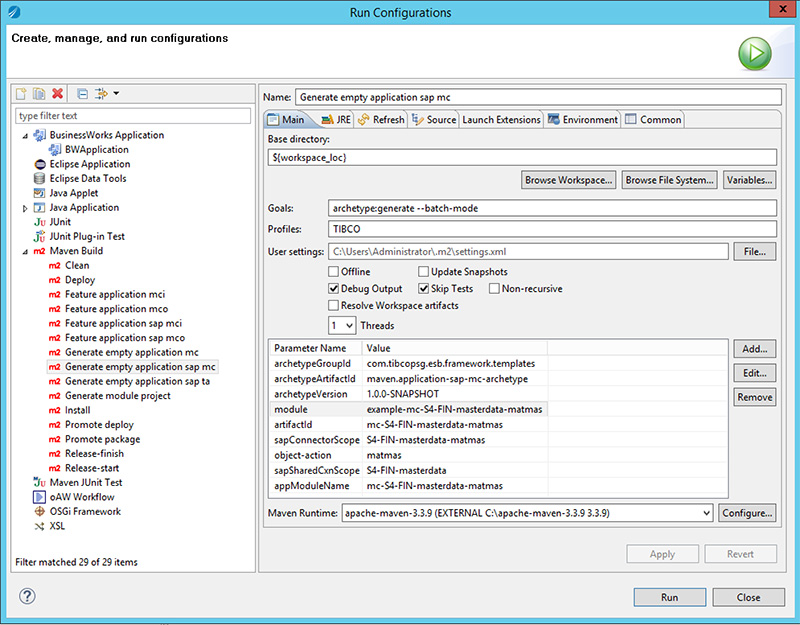 Run Configurations
Create, manage, and run configurations
type filter text
BusinessWorks Application
BWApplication
Eclipse Application
Eclipse Data Tools
Java Applet
Java Application
JUnit
JUnit Plug-in Test
Maven Build
Clean
Deploy
Feature application mci
Feature application mco
Feature application sap mci
Feature application sap mco
Generate empty application mc
Generate empty application sap mc
Generate empty application sap ta
Generate module project
Install
Promote deploy
Promote package
Release-finish
Release-start
Maven JUnit Test
oAW Workflow
OSGi Framework
XSL
Filter matched 29 of 29 items
Name: Generate empty application sap mc
Main JRE Refresh Source Launch Extensions Environment Common
Base directory:
${workspace_loc}
Browse Workspace... Browse File System... Variables...
Goals: archetype:generate --batch-mode
Profiles: TIBCO
User settings: C:\Users\Administrator\.m2\settings.xml File...
Offline Update Snapshots
Debug Output Skip Tests Non-recursive
Resolve Workspace artifacts
1 Threads
Parameter Name Value Add...
archetypeGroupId com.tibcopsg.esb.framework.templates
archetypeArtifactId maven.application-sap-mc-archetype Edit...
archetypeVersion 1.0.0-SNAPSHOT Remove
module example-mc-S4-FIN-masterdata-matmas
artifactId mc-S4-FIN-masterdata-matmas
sapConnectorScope S4-FIN-masterdata-matmas
object-action matmas
sapSharedCxnScope S4-FIN-masterdata
appModuleName mc-S4-FIN-masterdata-matmas
Maven Runtime: apache-maven-3.3.9 (EXTERNAL C:\apache-maven-3.3.9 3.3.9) Configure...
Apply Revert
Run Close